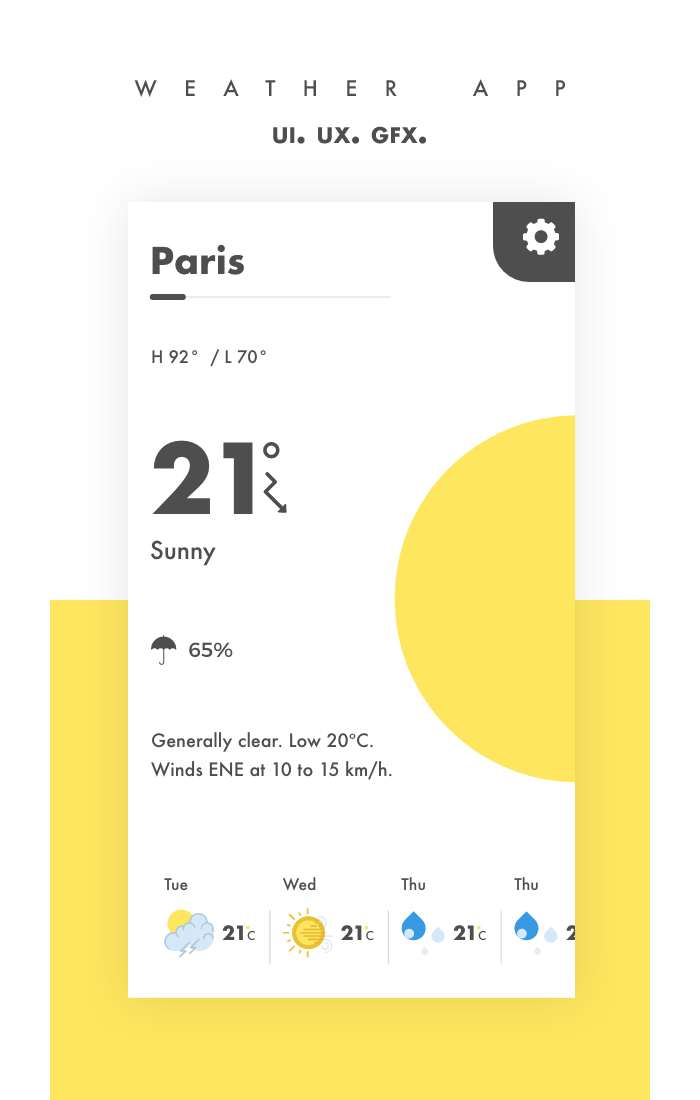 WEATHER APP
UI. UX. GFX.
Paris
H 92° / L 70°
21°
Sunny
65%
Generally clear. Low 20°C.
Winds ENE at 10 to 15 km/h.
Tue Wed Thu Thu
21°C 21°C 21°C 2